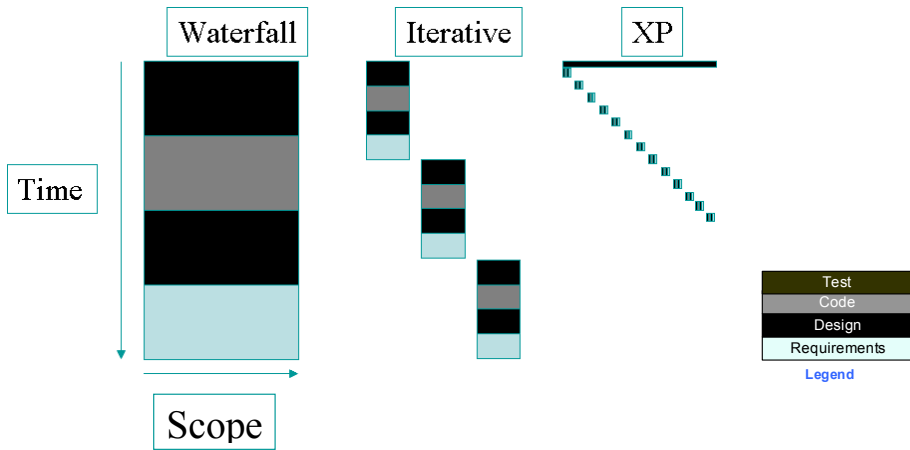 Waterfall
Iterative
XP
Time
Scope
Test
Code
Design
Requirements
Legend